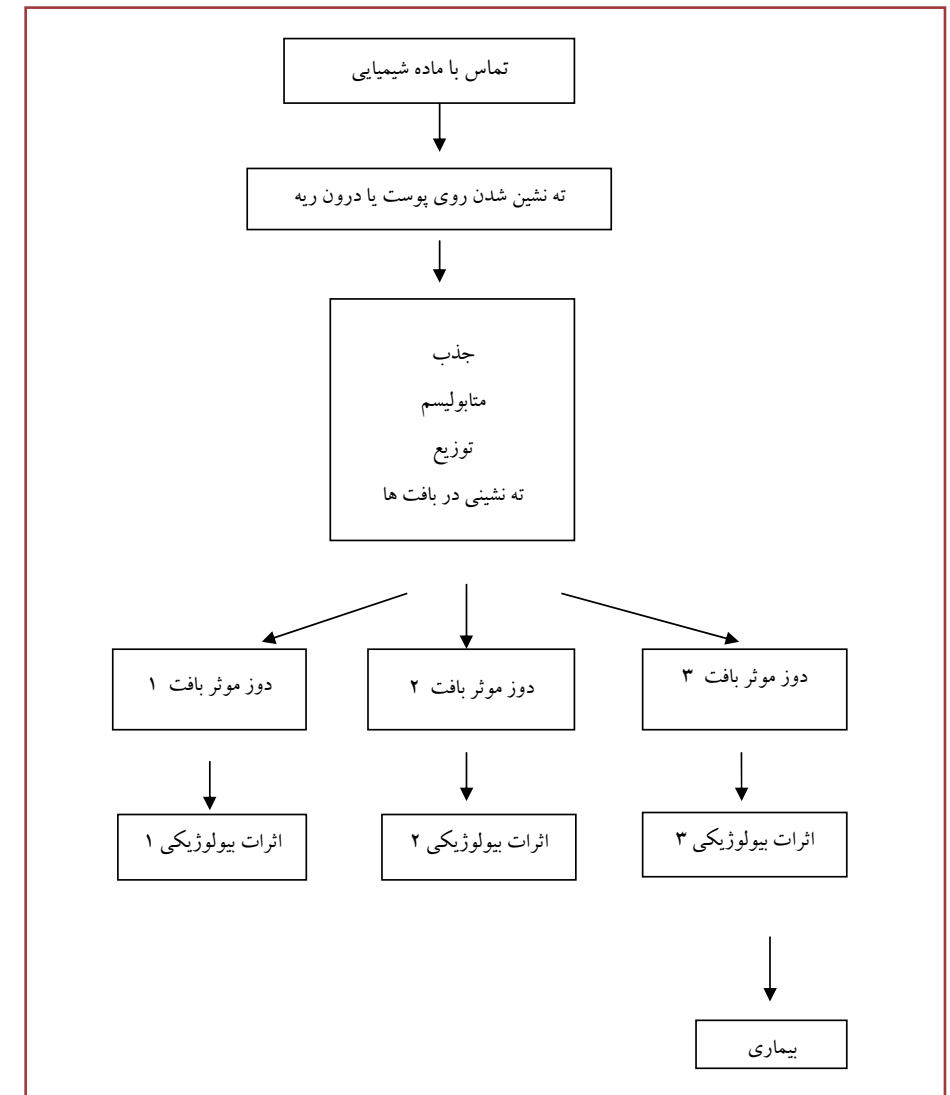 تماس با ماده شیمیایی
ته نشین شدن روی پوست یا درون ریه
جذب
متابولیسم
توزیع
ته نشینی در بافت ها
دوز موثر بافت ۳
دوز موثر بافت ۲
دوز موثر بافت ۱
اثرات بیولوژیکی ۳
اثرات بیولوژیکی ۲
اثرات بیولوژیکی ۱
بیماری